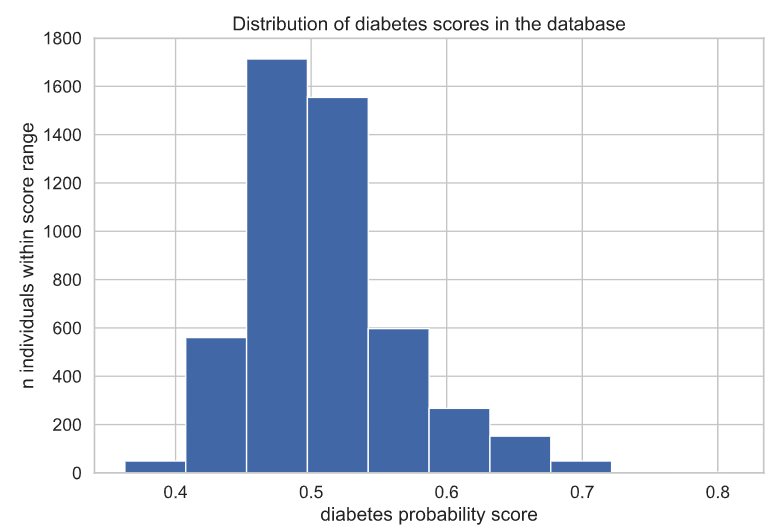 Distribution of diabetes scores in the database
1800
1600
1400
1200
1000
800
600
400
200
0
n individuals within score range
0.4 0.5 0.6 0.7 0.8
diabetes probability score